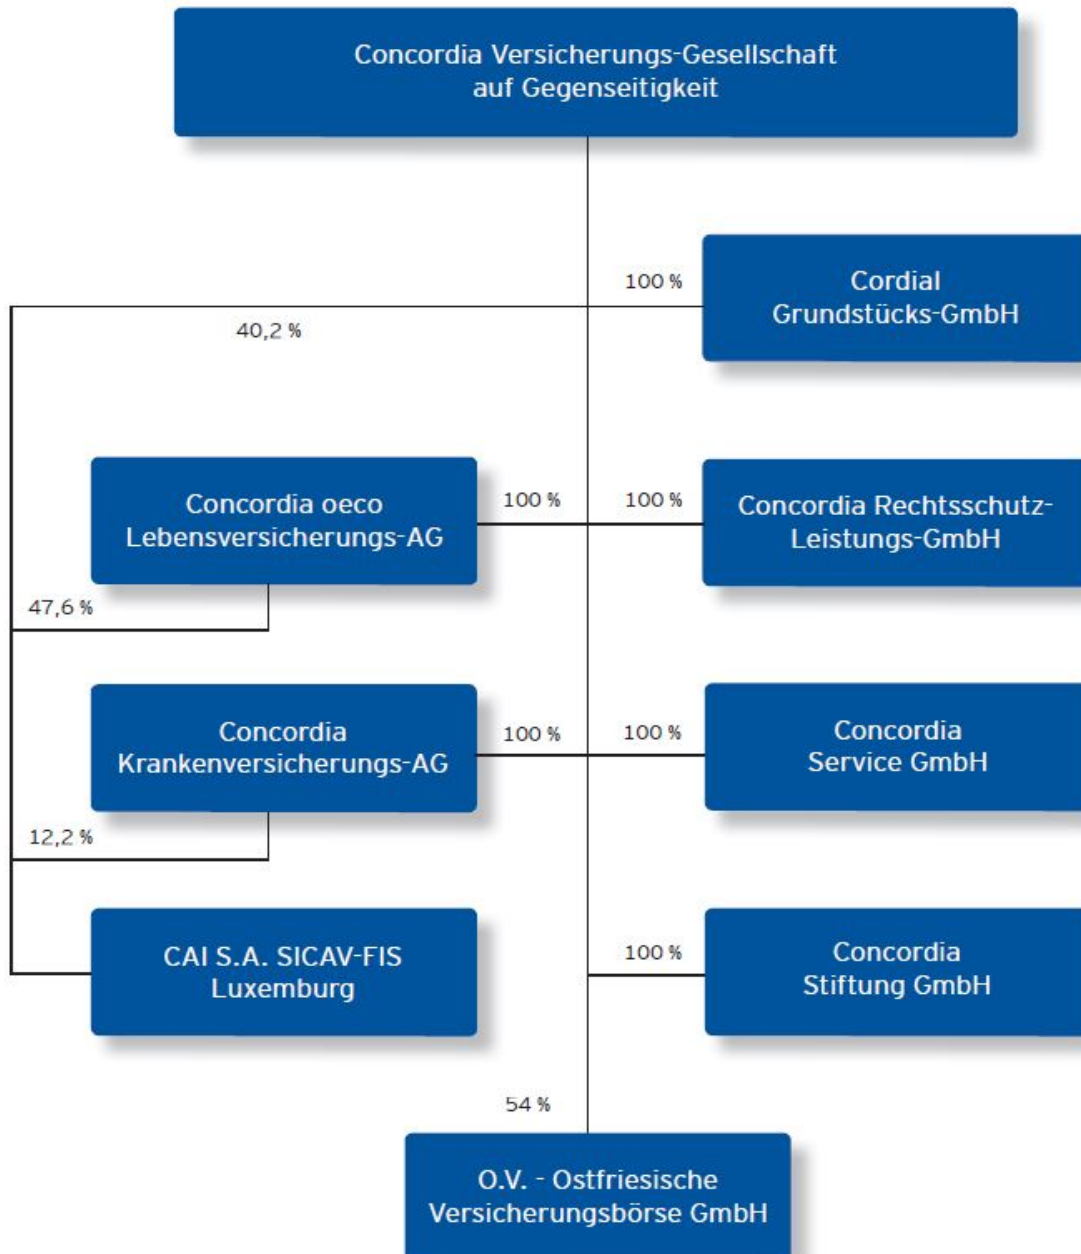 Concordia Versicherungs-Gesellschaft
auf Gegenseitigkeit
100 %
Cordial
Grundstücks-GmbH
40,2 %
Concordia oeco
Lebensversicherungs-AG
100 %
100 %
Concordia Rechtsschutz-
Leistungs-GmbH
47,6 %
Concordia
Krankenversicherungs-AG
100 %
100 %
Concordia
Service GmbH
12,2 %
CAI S.A. SICAV-FIS
Luxemburg
100 %
Concordia
Stiftung GmbH
54 %
O.V. - Ostfriesische
Versicherungsbörse GmbH